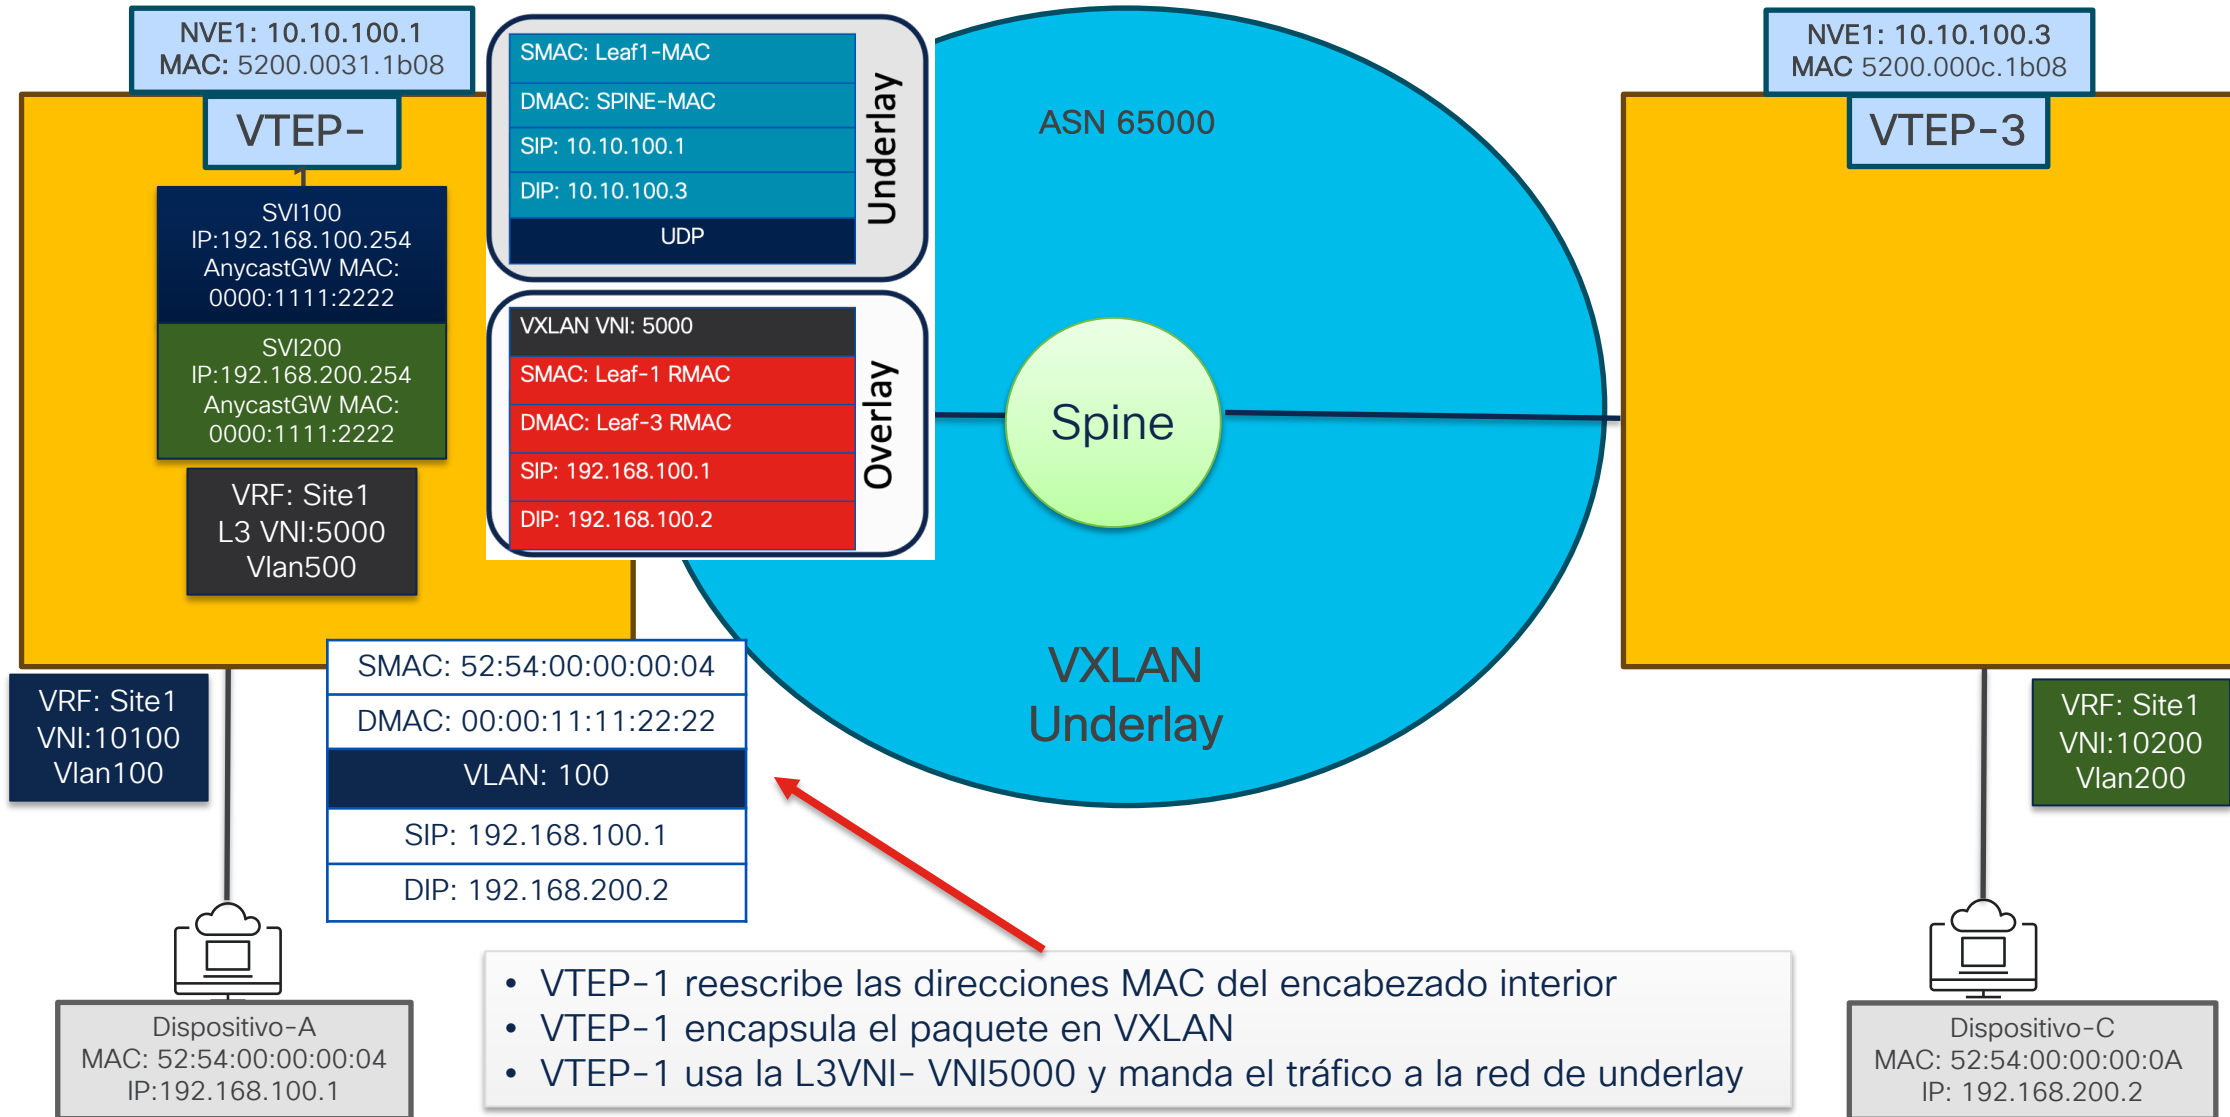 NVE1: 10.10.100.1
MAC: 5200.0031.1b08
VTEP-
SVI100
IP:192.168.100.254
AnycastGW MAC:
0000:1111:2222
SVI200
IP:192.168.200.254
AnycastGW MAC:
0000:1111:2222
VRF: Site1
L3 VNI:5000
Vlan500
SMAC: Leaf1-MAC
DMAC: SPINE-MAC
SIP: 10.10.100.1
DIP: 10.10.100.3
UDP
Underlay
VXLAN VNI: 5000
SMAC: Leaf-1 RMAC
DMAC: Leaf-3 RMAC
SIP: 192.168.100.1
DIP: 192.168.100.2
Overlay
ASN 65000
Spine
VXLAN
Underlay
NVE1: 10.10.100.3
MAC 5200.000c.1b08
VTEP-3
VRF: Site1
VNI:10100
Vlan100
SMAC: 52:54:00:00:00:04
DMAC: 00:00:11:11:22:22
VLAN: 100
SIP: 192.168.100.1
DIP: 192.168.200.2
VRF: Site1
VNI:10200
Vlan200
Dispositivo-A
MAC: 52:54:00:00:00:04
IP:192.168.100.1
• VTEP-1 reescribe las direcciones MAC del encabezado interior
• VTEP-1 encapsula el paquete en VXLAN
• VTEP-1 usa la L3VNI- VNI5000 y manda el tráfico a la red de underlay
Dispositivo-C
MAC: 52:54:00:00:00:0A
IP: 192.168.200.2